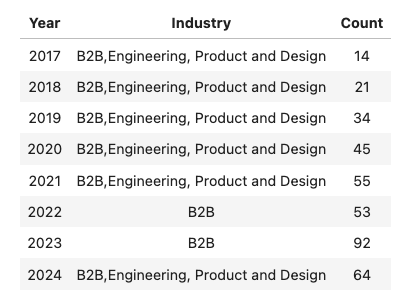 Year Industry Count
2017 B2B,Engineering, Product and Design 14
2018 B2B,Engineering, Product and Design 21
2019 B2B,Engineering, Product and Design 34
2020 B2B,Engineering, Product and Design 45
2021 B2B,Engineering, Product and Design 55
2022 B2B 53
2023 B2B 92
2024 B2B,Engineering, Product and Design 64